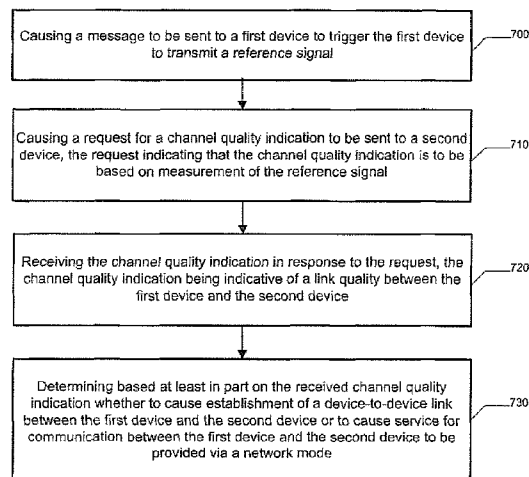 Causing a message to be sent to a first device to trigger the first device
to transmit a reference signal
700
Causing a request for a channel quality indication to be sent to a second
device, the request indicating that the channel quality indication is to be
based on measurement of the reference signal
710
Receiving the channel quality indication in response to the request, the
channel quality indication being indicative of a link quality between the
first device and the second device
720
Determining based at least in part on the received channel quality
indication whether to cause establishment of a device-to-device link
between the first device and the second device or to cause service for
communication between the first device and the second device to be
provided via a network mode
730